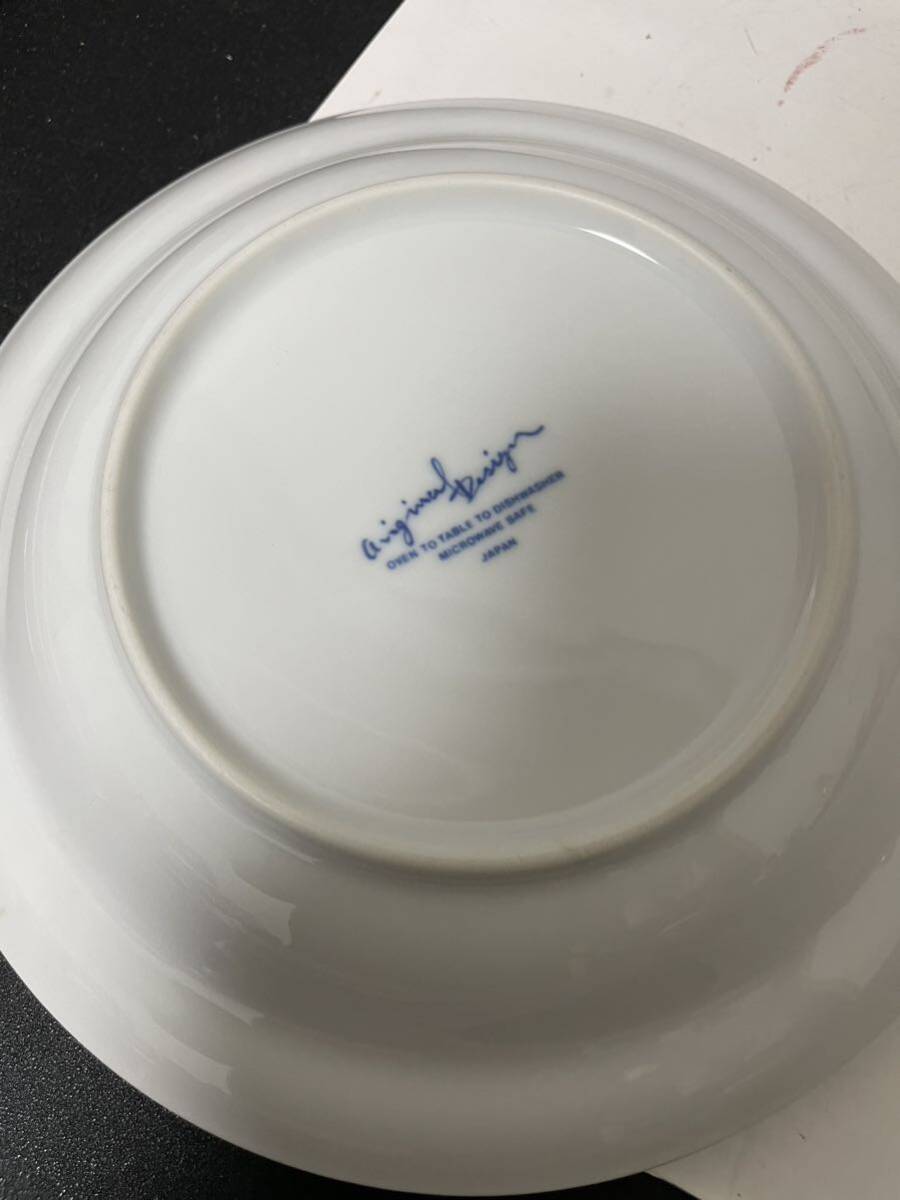 Original Design
OVEN TO TABLE TO DISHWASHER
MICROWAVE SAFE
JAPAN